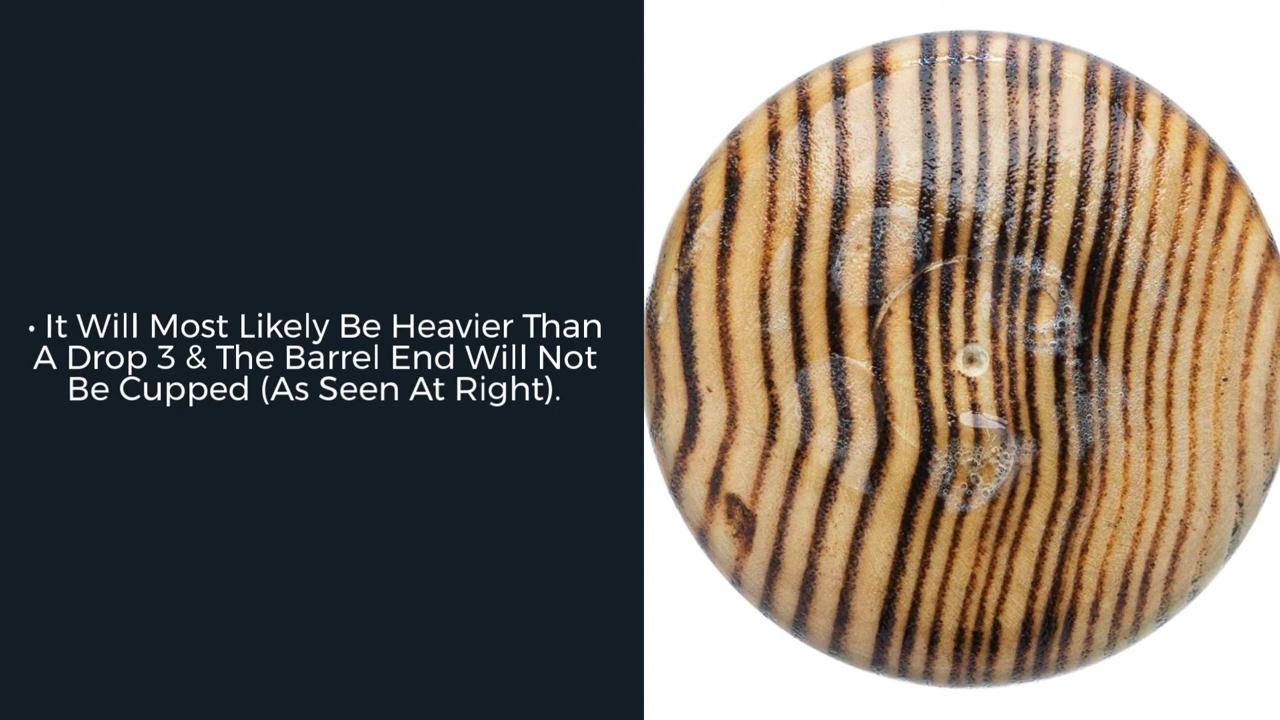 • It Will Most Likely Be Heavier Than
A Drop 3 & The Barrel End Will Not
Be Cupped (As Seen At Right).